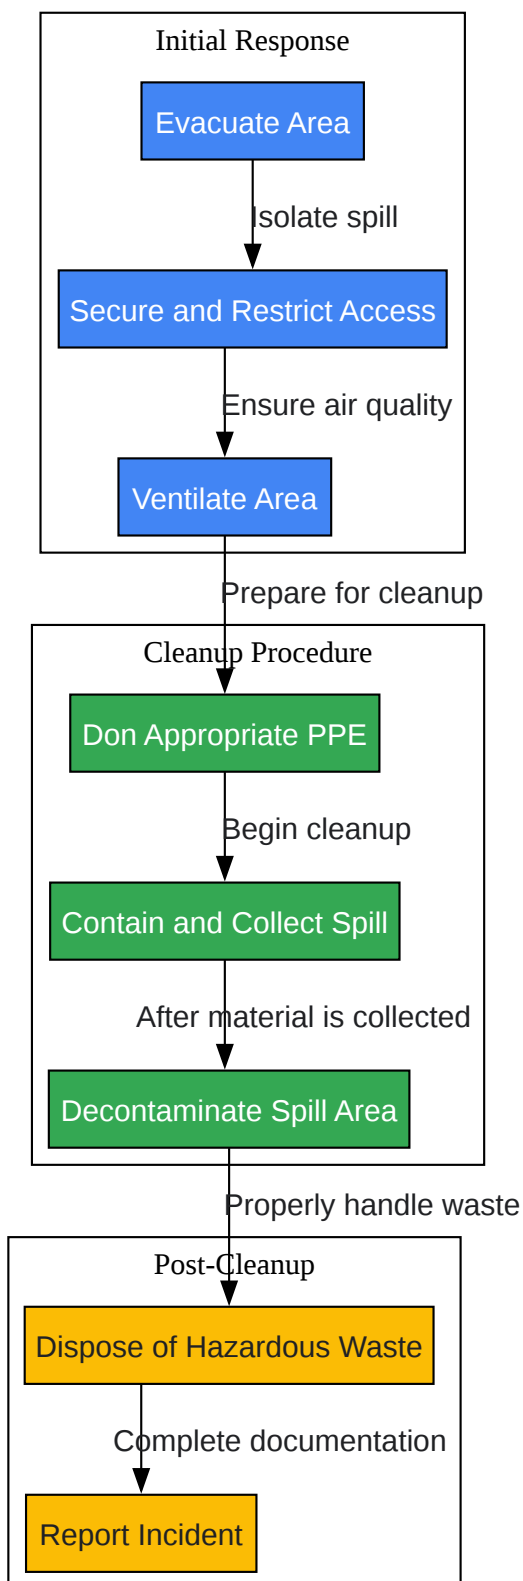 Initial Response
Evacuate Area
Isolate spill
Secure and Restrict Access
Ensure air quality
Ventilate Area
Prepare for cleanup
Cleanup Procedure
Don Appropriate PPE
Begin cleanup
Contain and Collect Spill
After material is collected
Decontaminate Spill Area
Properly handle waste
Post-Cleanup
Dispose of Hazardous Waste
Complete documentation
Report Incident